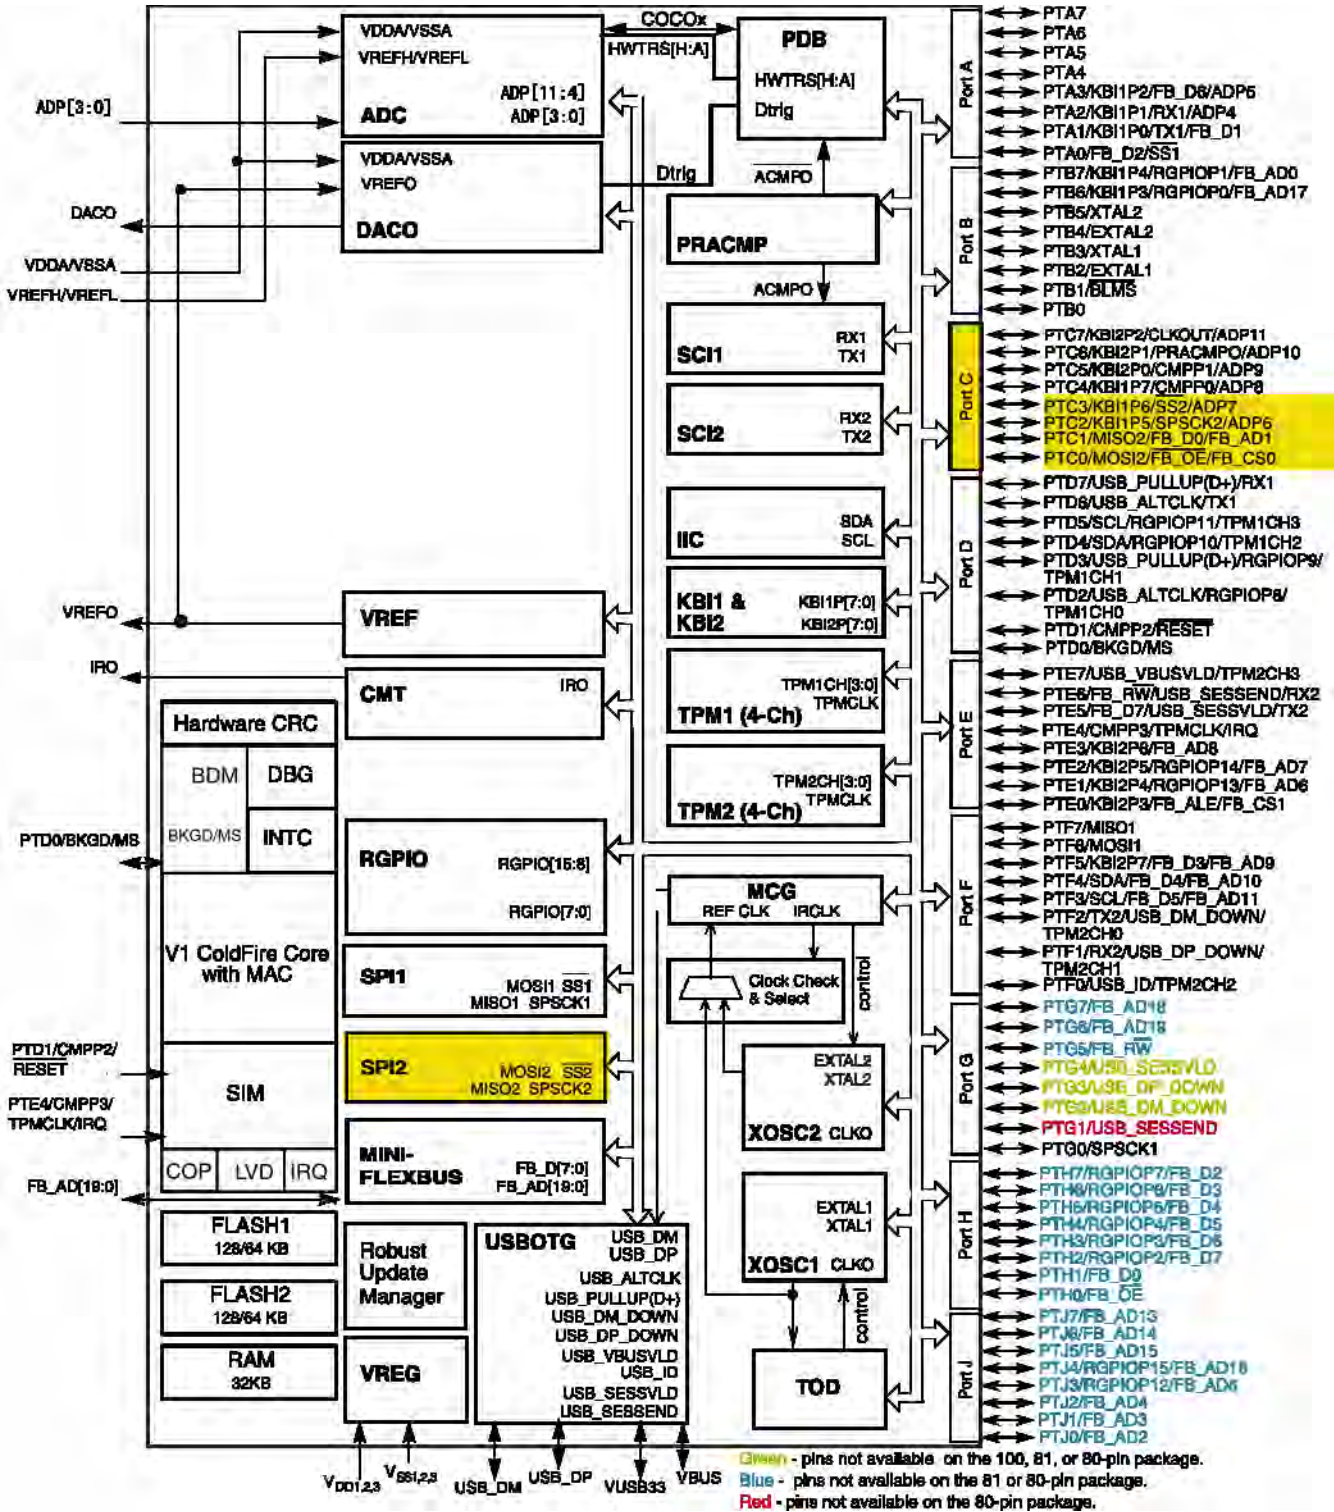 COCOx
VDDA/VSSA
VREFH/VREFL
ADP[11:4]
ADP[3:0]
ADC
HWTRS[H:A]
PDB
HWTRS[H:A]
Dtrig
ADP[3:0]
VDDA/VSSA
VREFO
DACO
Dtrig
ACMPO
PRACMP
ACMPO
DACO
VDDA/VSSA
VREFH/VREFL
SCI1
RX1
TX1
SCI2
RX2
TX2
IIC
SDA
SCL
KBI1 &
KBI2
KBI1P[7:0]
KBI2P[7:0]
TPM1CH[3:0]
TPMCLK
TPM1 (4-Ch)
TPM2CH[3:0]
TPMCLK
TPM2 (4-Ch)
VREFO
VREF
IRO
CMT
IRO
Hardware CRC
BDM
DBG
BKGD/MS
INTC
PTD0/BKGD/MS
V1 ColdFire Core
with MAC
SIM
COP
LVD
IRQ
PTD1/CMPP2/
RESET
PTE4/CMPP3/
TPMCLK/IRQ
FB_AD[19:0]
RGPIO
RGPIO[15:8]
RGPIO[7:0]
SPI1
MOSI1 SS1
MISO1 SPSCK1
SPI2
MOSI2 SS2
MISO2 SPSCK2
MINI-
FLEXBUS
FB_D[7:0]
FB_AD[19:0]
MCG
REF CLK
IRCLK
Clock Check
& Select
control
EXTAL2
XTAL2
XOSC2
CLKO
EXTAL1
XTAL1
XOSC1
CLKO
control
TOD
FLASH1
128/64 KB
FLASH2
128/64 KB
RAM
32KB
Robust
Update
Manager
VREG
USBOTG
USB_DM
USB_DP
USB_ALTCLK
USB_PULLUP(D+)
USB_DM_DOWN
USB_DP_DOWN
USB_VBUSVLD
USB_ID
USB_SESSVLD
USB_SESSEND
VDD1,2,3
VSS1,2,3
USB_DM
USB_DP
VUSB33
VBUS
Port A
PTA7
PTA6
PTA5
PTA4
PTA3/KBI1P2/FB_D6/ADP5
PTA2/KBI1P1/RX1/ADP4
PTA1/KBI1P0/TX1/FB_D1
PTA0/FB_D2/SS1
Port B
PTB7/KBI1P4/RGPIOP1/FB_AD0
PTB6/KBI1P3/RGPIOP0/FB_AD17
PTB5/XTAL2
PTB4/EXTAL2
PTB3/XTAL1
PTB2/EXTAL1
PTB1/BLMS
PTB0
Port C
PTC7/KBI2P2/CLKOUT/ADP11
PTC6/KBI2P1/PRACMPO/ADP10
PTC5/KBI2P0/CMPP1/ADP9
PTC4/KBI1P7/CMPP0/ADP8
PTC3/KBI1P6/SS2/ADP7
PTC2/KBI1P5/SPSCK2/ADP6
PTC1/MISO2/FB_D0/FB_AD1
PTC0/MOSI2/FB_OE/FB_CS0
Port D
PTD7/USB_PULLUP(D+)/RX1
PTD6/USB_ALTCLK/TX1
PTD5/SCL/RGPIOP11/TPM1CH3
PTD4/SDA/RGPIOP10/TPM1CH2
PTD3/USB_PULLUP(D+)/RGPIOP9/
TPM1CH1
PTD2/USB_ALTCLK/RGPIOP8/
TPM1CH0
PTD1/CMPP2/RESET
PTD0/BKGD/MS
Port E
PTE7/USB_VBUSVLD/TPM2CH3
PTE6/FB_RW/USB_SESSEND/RX2
PTE5/FB_D7/USB_SESSVLD/TX2
PTE4/CMPP3/TPMCLK/IRQ
PTE3/KBI2P6/FB_AD8
PTE2/KBI2P5/RGPIOP14/FB_AD7
PTE1/KBI2P4/RGPIOP13/FB_AD6
PTE0/KBI2P3/FB_ALE/FB_CS1
Port F
PTF7/MISO1
PTF6/MOSI1
PTF5/KBI2P7/FB_D3/FB_AD9
PTF4/SDA/FB_D4/FB_AD10
PTF3/SCL/FB_D5/FB_AD11
PTF2/TX2/USB_DM_DOWN/
TPM2CH0
PTF1/RX2/USB_DP_DOWN/
TPM2CH1
PTF0/USB_ID/TPM2CH2
Port G
PTG7/FB_AD18
PTG6/FB_AD19
PTG5/FB_RW
PTG4/USB_SESSVLD
PTG3/USB_DP_DOWN
PTG2/USB_DM_DOWN
PTG1/USB_SESSEND
PTG0/SPSCK1
Port H
PTH7/RGPIOP7/FB_D2
PTH6/RGPIOP6/FB_D3
PTH5/RGPIOP5/FB_D4
PTH4/RGPIOP4/FB_D5
PTH3/RGPIOP3/FB_D6
PTH2/RGPIOP2/FB_D7
PTH1/FB_D0
PTH0/FB_OE
Port J
PTJ7/FB_AD13
PTJ6/FB_AD14
PTJ5/FB_AD15
PTJ4/RGPIOP15/FB_AD16
PTJ3/RGPIOP12/FB_AD5
PTJ2/FB_AD4
PTJ1/FB_AD3
PTJ0/FB_AD2
Green - pins not available on the 100, 81, or 80-pin package.
Blue - pins not available on the 81 or 80-pin package.
Red - pins not available on the 80-pin package.